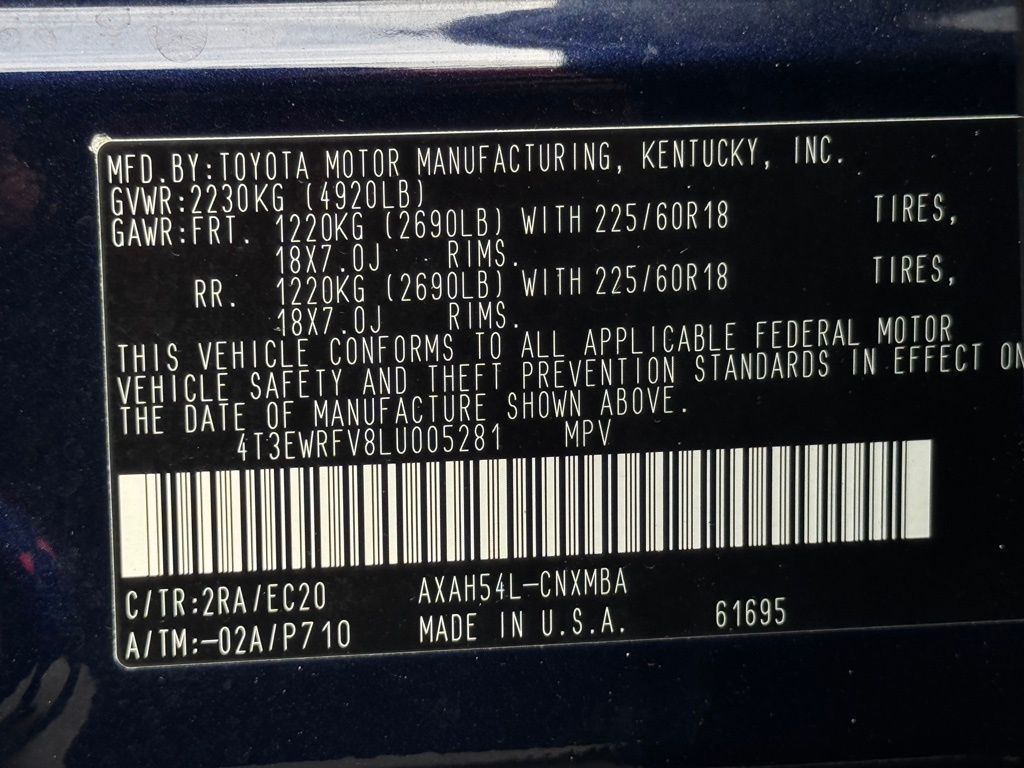 MFD.BY:TOYOTA MOTOR MANUFACTURING, KENTUCKY, INC.
GVWR:2230KG (4920LB)
GAWR:FRT. 1220KG (2690LB) WITH 225/60R18 TIRES,
18X7.0J RIMS.
RR. 1220KG (2690LB) WITH 225/60R18 TIRES,
18X7.0J RIMS.
THIS VEHICLE CONFORMS TO ALL APPLICABLE FEDERAL MOTOR
VEHICLE SAFETY AND THEFT PREVENTION STANDARDS IN EFFECT ON
THE DATE OF MANUFACTURE SHOWN ABOVE.
4T3EWRFV8LU005281 MPV
C/TR:2RA/EC20 AXAH54L-CNXMBA
A/TM:-02A/P710 MADE IN U.S.A. 61695